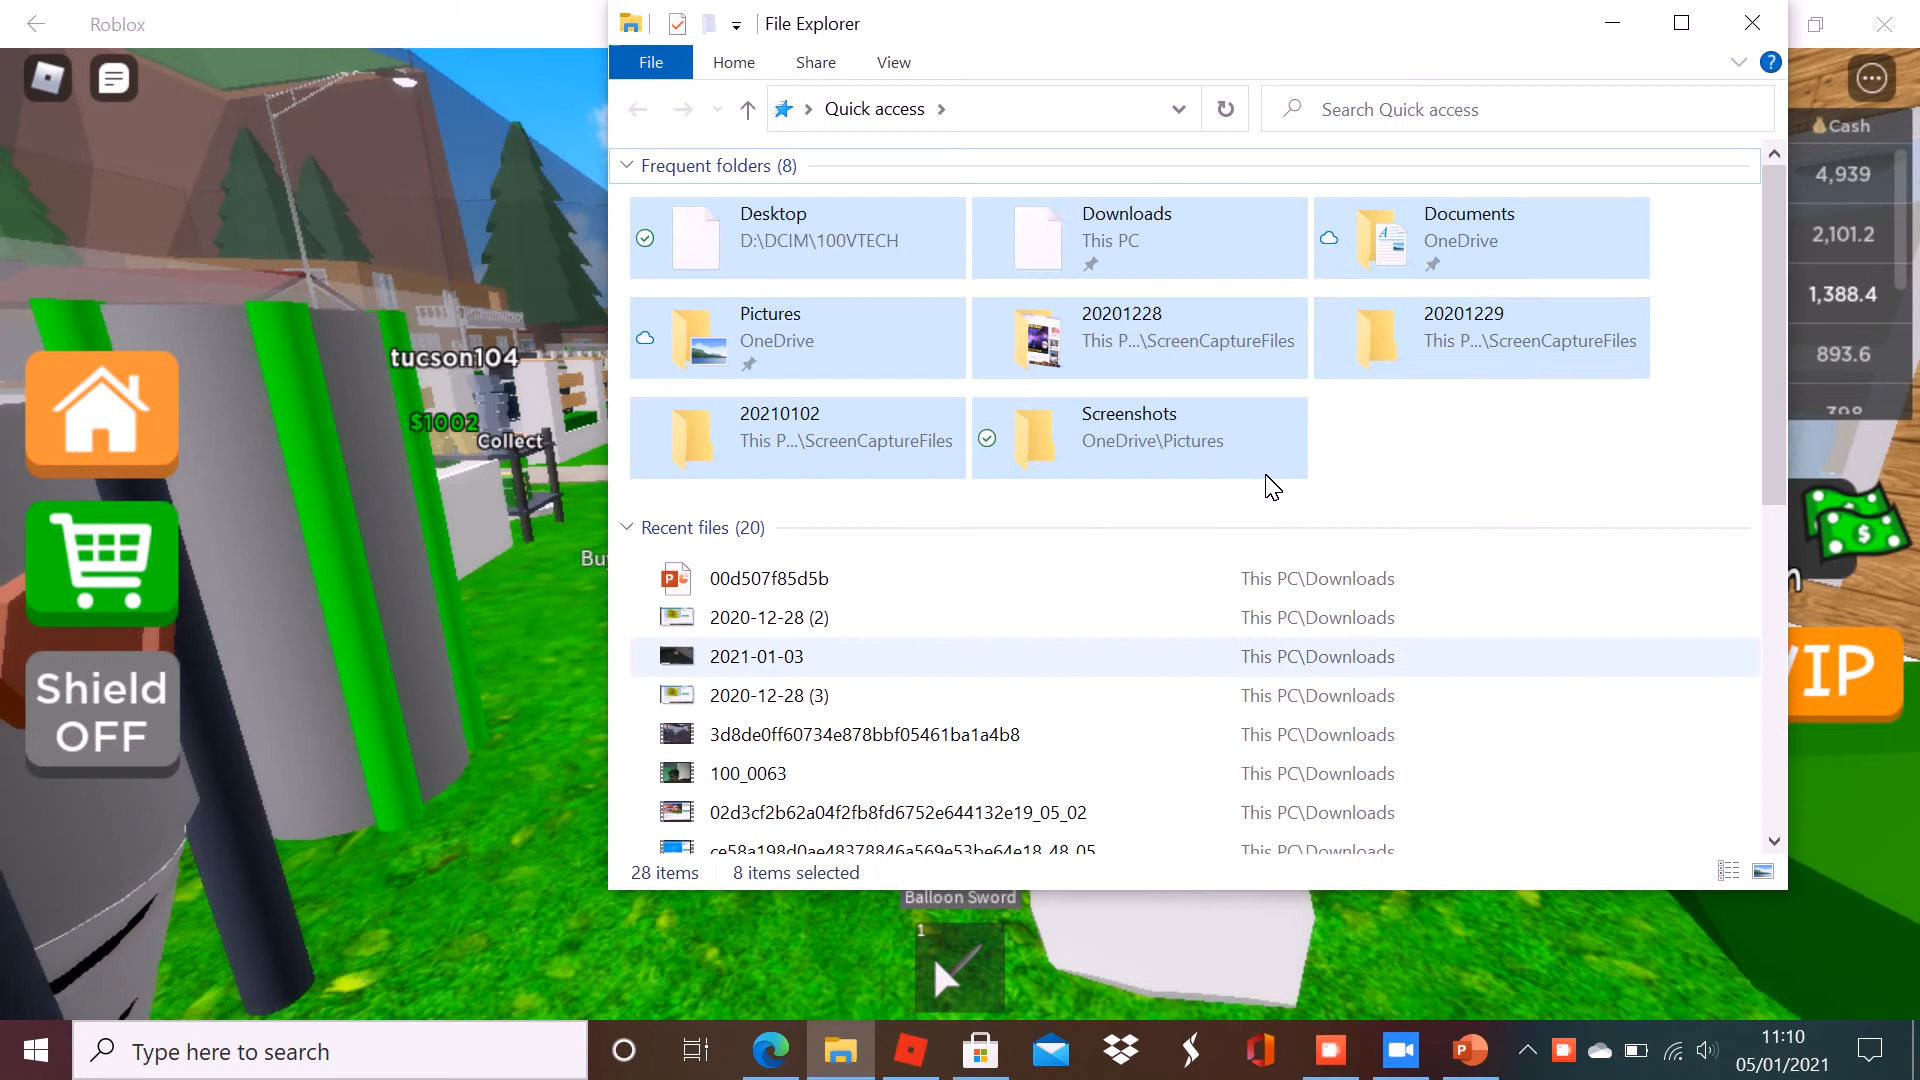 Roblox
File Explorer
File Home Share View
Quick access
Search Quick access
Frequent folders (8)
Desktop
D:\DCIM\100VTECH
Downloads
This PC
Documents
OneDrive
Pictures
OneDrive
20201228
This P...\ScreenCaptureFiles
20201229
This P...\ScreenCaptureFiles
20210102
This P...\ScreenCaptureFiles
Screenshots
OneDrive\Pictures
Recent files (20)
00d507f85d5b This PC\Downloads
2020-12-28 (2) This PC\Downloads
2021-01-03 This PC\Downloads
2020-12-28 (3) This PC\Downloads
3d8de0ff60734e878bbf05461ba1a4b8 This PC\Downloads
100_0063 This PC\Downloads
02d3cf2b62a04f2fb8fd6752e644132e19_05_02 This PC\Downloads
ce58a198d0ae48378846a569e53be64e18_48_05 This PC\Downloads
28 items 8 items selected
Cash
4,939
2,101.2
1,388.4
893.6
tucson104
$1002
Collect
Shield
OFF
VIP
Balloon Sword
1
Type here to search
11:10
05/01/2021